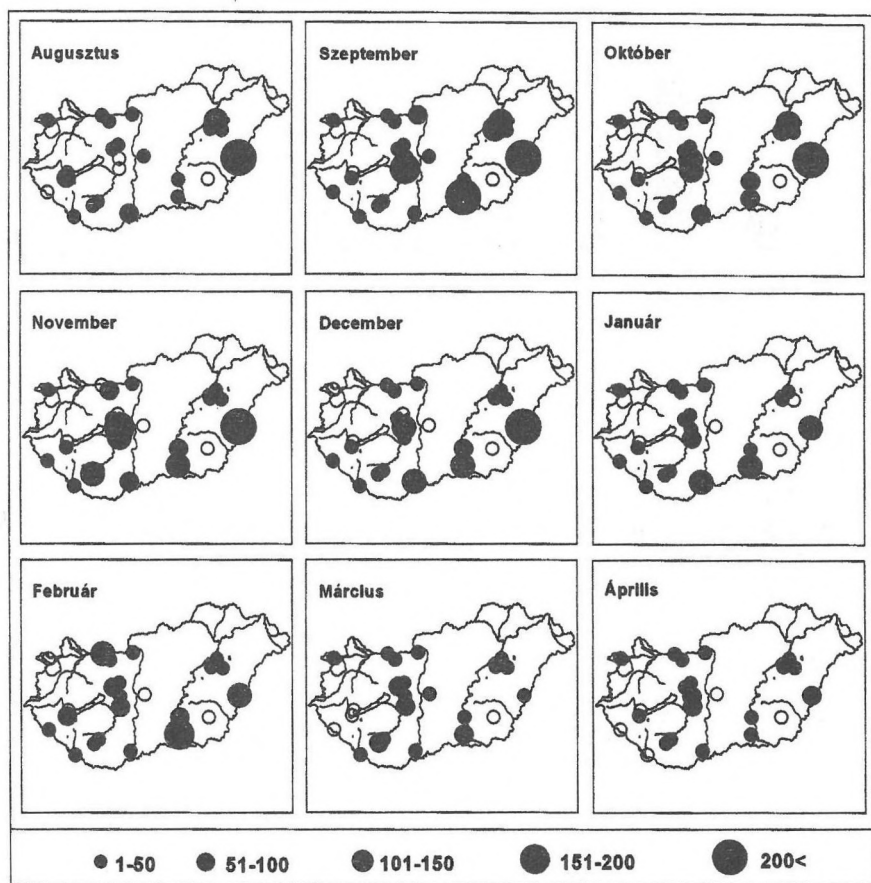 Augusztus
Szeptember
Október
November
December
Január
Február
Március
Április
1-50 51-100 101-150 151-200 200<